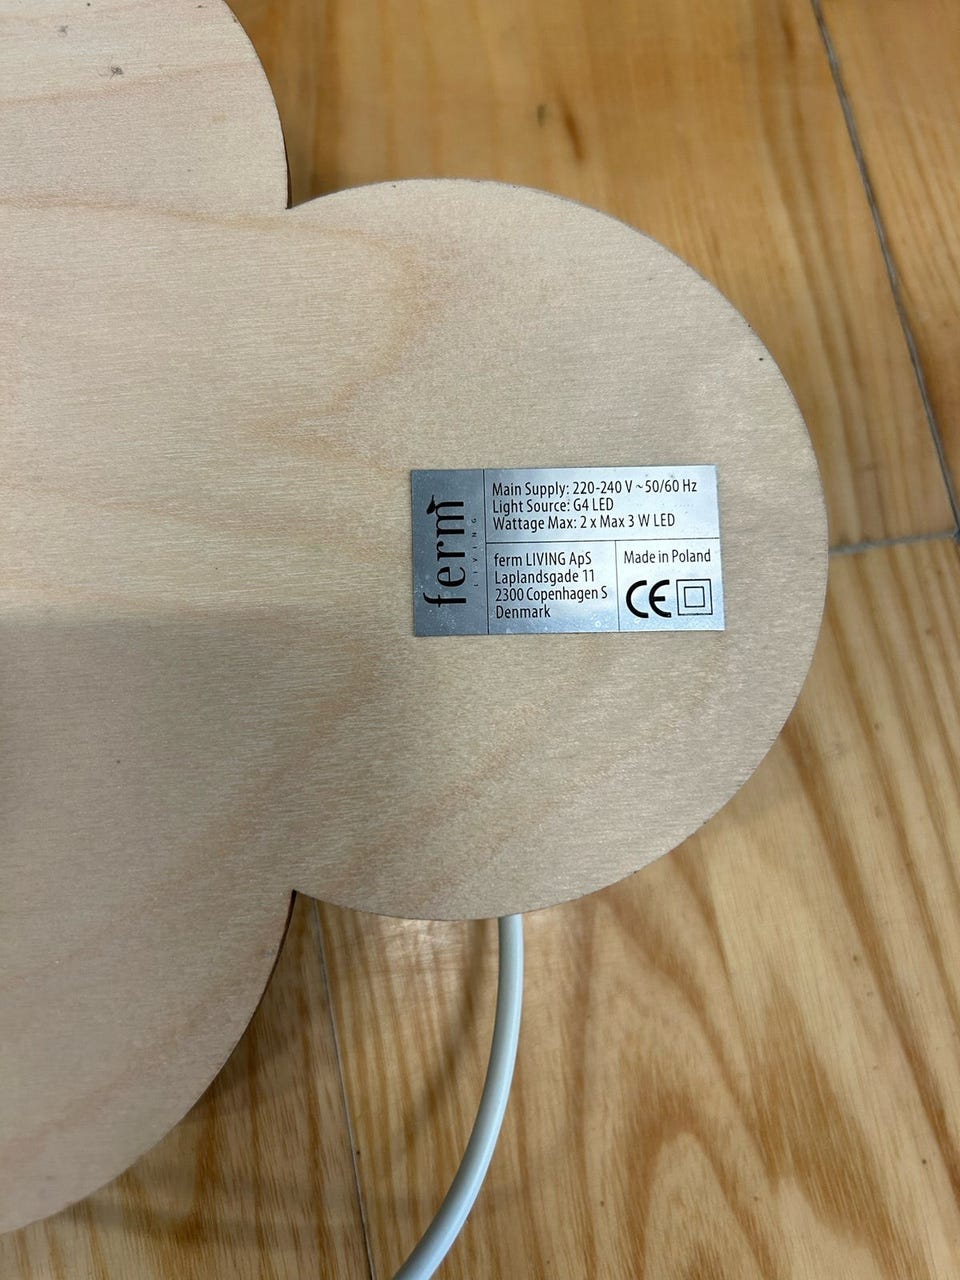 ferm
LIVING
Main Supply: 220-240 V ~ 50/60 Hz
Light Source: G4 LED
Wattage Max: 2 x Max 3 W LED
ferm LIVING ApS
Laplandsgade 11
2300 Copenhagen S
Denmark
Made in Poland
CE